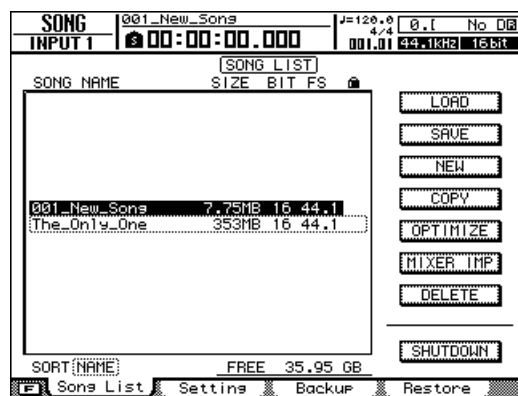 SONG
001_New_Song
♩=120.0
4/4
0.[ No D
INPUT 1
S 00:00:00.000
001.01
44.1kHz 16bit
SONG LIST
SONG NAME SIZE BIT FS
001_New_Song 7.75MB 16 44.1
The_Only_One 353MB 16 44.1
LOAD
SAVE
NEW
COPY
OPTIMIZE
MIXER IMP
DELETE
SHUTDOWN
SORT NAME FREE 35.95 GB
F Song List Setting Backup Restore